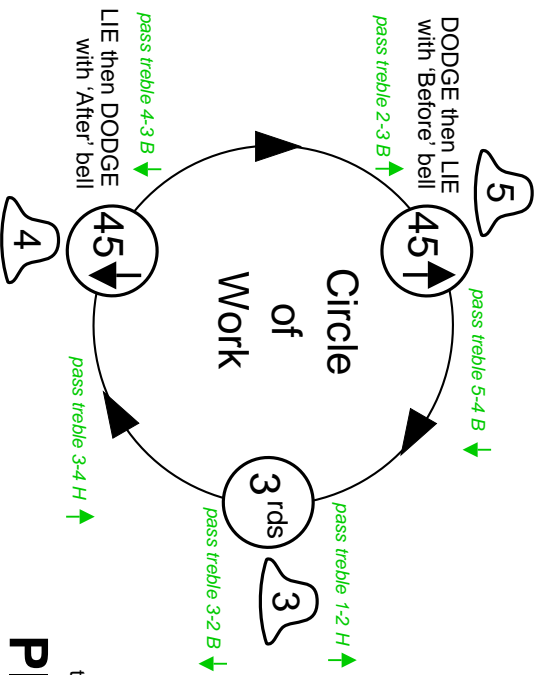 5
pass treble 5-4 B
DODGE then LIE
with 'Before' bell
45
pass treble 2-3 B
Circle
of
Work
pass treble 1-2 H
3 rds
3
pass treble 3-2 B
pass treble 4-3 B
LIE then DODGE
with 'After' bell
45
pass treble 3-4 H
4